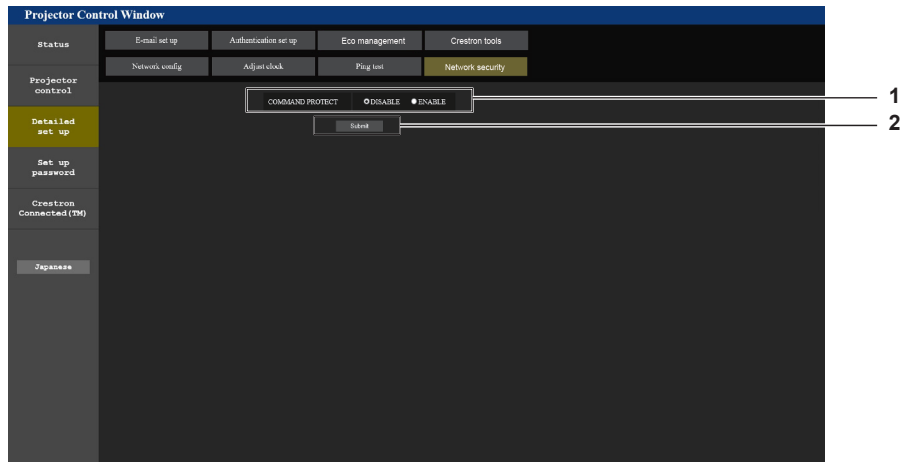 Projector Control Window
Status
E-mail set up
Authentication set up
Eco management
Crestron tools
Network config
Adjust clock
Ping test
Network security
Projector
control
COMMAND PROTECT DISABLE ENABLE
1
Submit
2
Detailed
set up
Set up
password
Crestron
Connected(TM)
Japanese